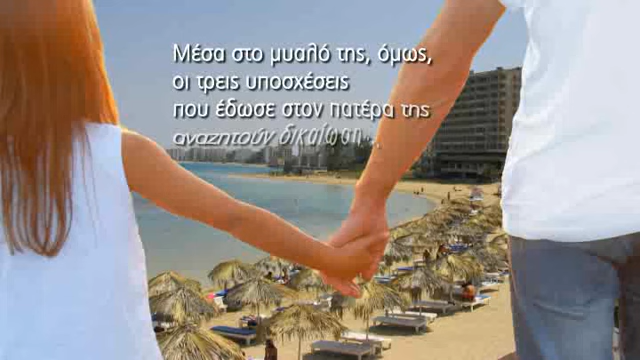 Μέσα στο μυαλό της, όμως,
οι τρεις υποσχέσεις
που έδωσε στον πατέρα της
αναζητούν δικαίωση...